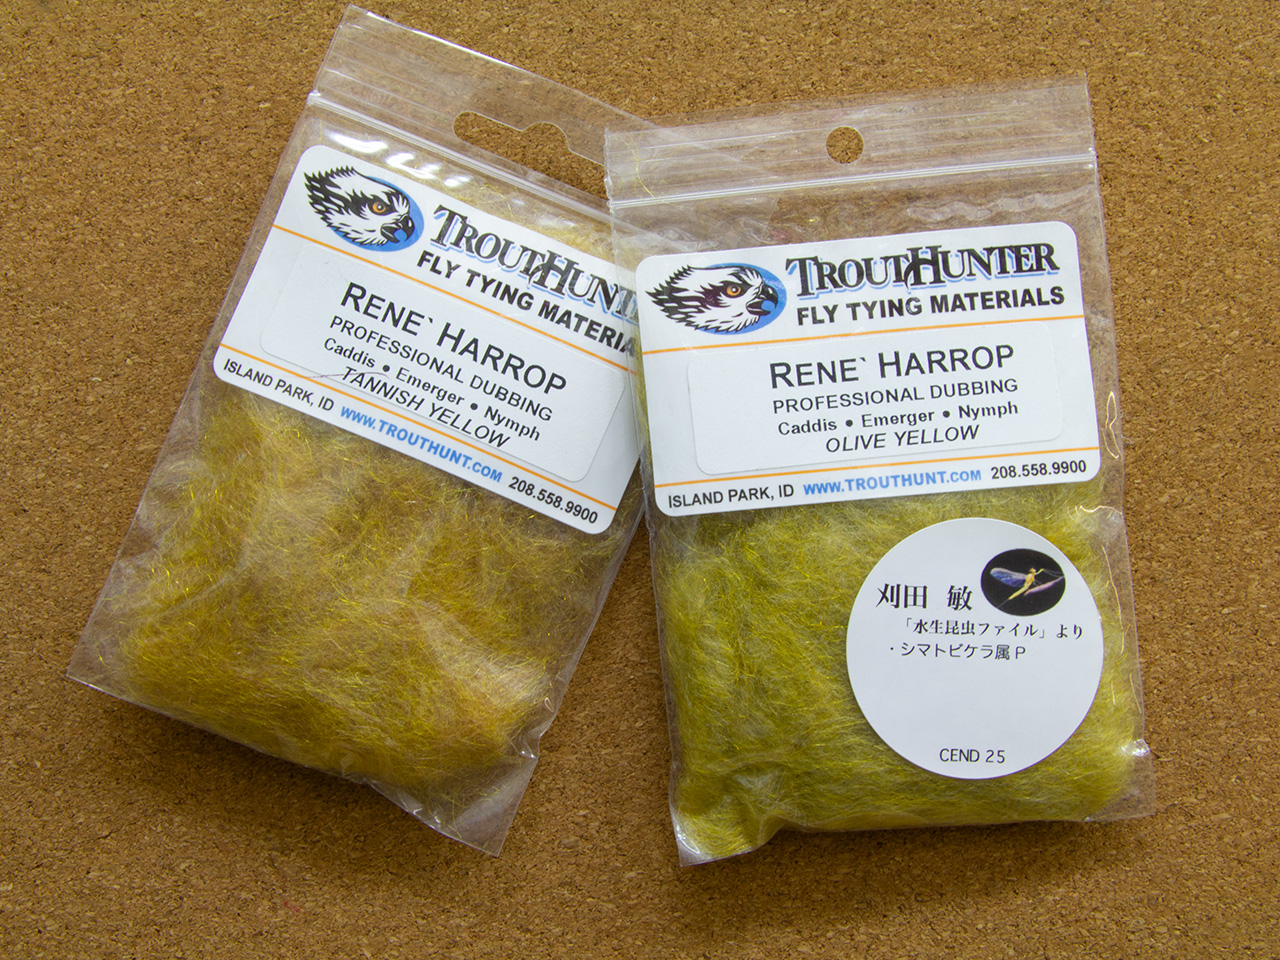 TROUTHUNT
FLY TYING MATERIA
RENE` HARROP
PROFESSIONAL DUBBING
Caddis • Emerger • Nymph
TANNISH YELLOW
ISLAND PARK, ID www.TROUTHUNT.com 208.558.9900
TROUTHUNTER
FLY TYING MATERIALS
RENE` HARROP
PROFESSIONAL DUBBING
Caddis • Emerger • Nymph
OLIVE YELLOW
ISLAND PARK, ID www.TROUTHUNT.com 208.558.9900
刈田 敏
「水生昆虫ファイル」より
・シマトビケラ属P
CEND 25